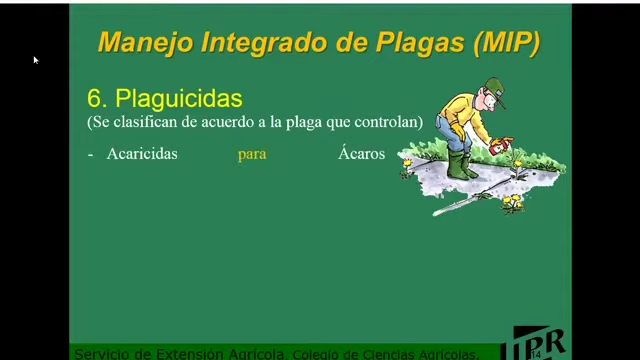 Manejo Integrado de Plagas (MIP)
6. Plaguicidas
(Se clasifican de acuerdo a la plaga que controlan)
- Acaricidas para Ácaros
Servicio de Extensión Agrícola, Colegio de Ciencias Agrícolas,
UPR
14